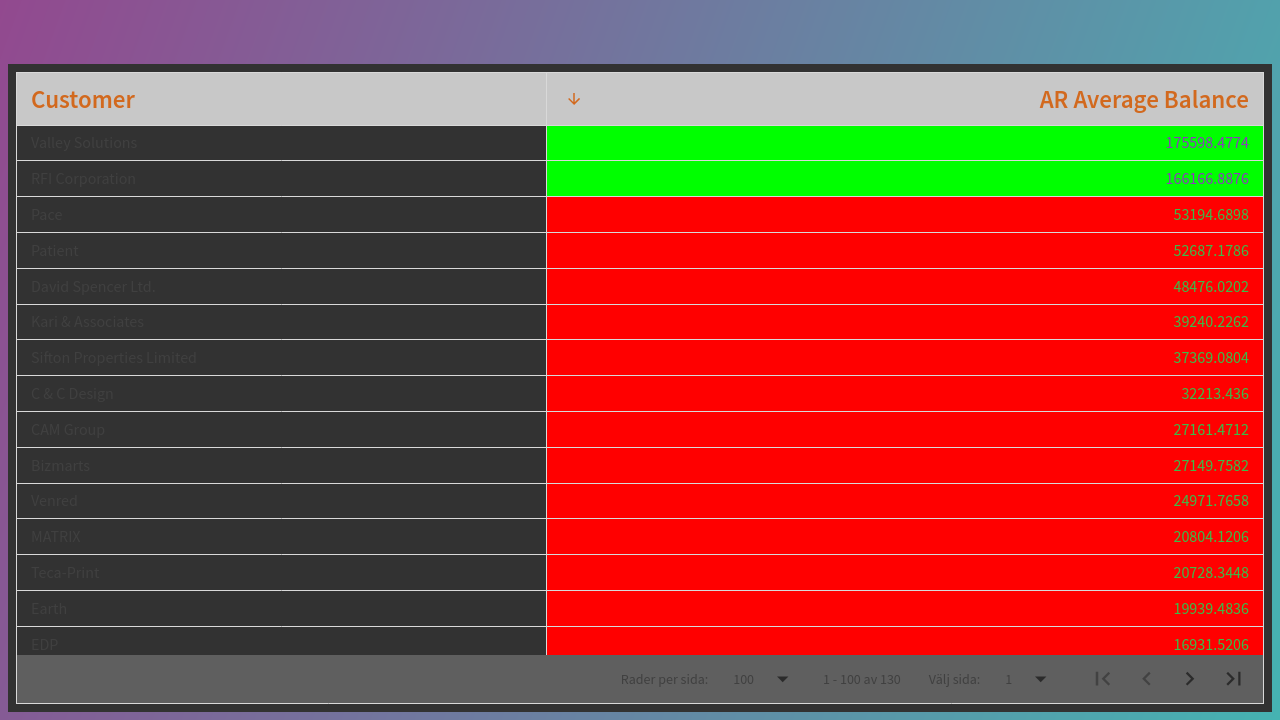 Customer AR Average Balance
Valley Solutions 175598.4774
RFI Corporation 166166.8876
Pace 53194.6898
Patient 52687.1786
David Spencer Ltd. 48476.0202
Kari & Associates 39240.2262
Sifton Properties Limited 37369.0804
C & C Design 32213.436
CAM Group 27161.4712
Bizmarts 27149.7582
Venred 24971.7658
MATRIX 20804.1206
Teca-Print 20728.3448
Earth 19939.4836
EDP 16931.5206
Rader per sida: 100 1 - 100 av 130 Välj sida: 1